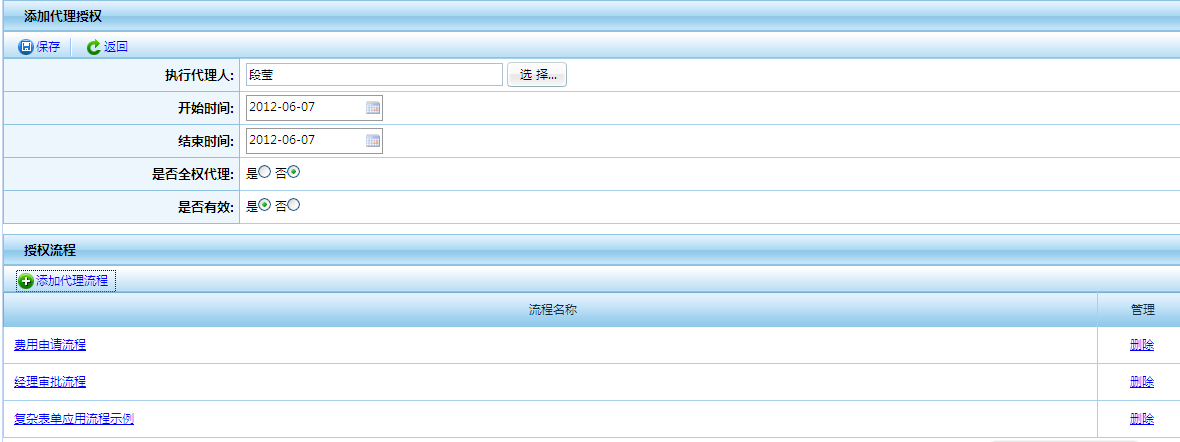 添加代理授权
保存 返回
执行代理人: 段莹 选 择...
开始时间: 2012-06-07
结束时间: 2012-06-07
是否全权代理: 是 否
是否有效: 是 否
授权流程
添加代理流程
流程名称 管理
费用申请流程 删除
经理审批流程 删除
复杂表单应用流程示例 删除